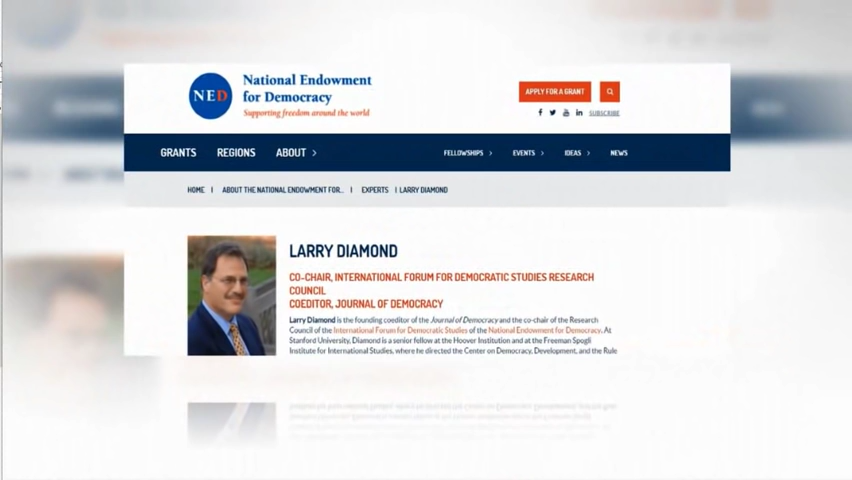 NED
National Endowment
for Democracy
Supporting freedom around the world
APPLY FOR A GRANT
SUBSCRIBE
GRANTS REGIONS ABOUT >
FELLOWSHIPS > EVENTS > IDEAS > NEWS
HOME | ABOUT THE NATIONAL ENDOWMENT FOR... | EXPERTS | LARRY DIAMOND
LARRY DIAMOND
CO-CHAIR, INTERNATIONAL FORUM FOR DEMOCRATIC STUDIES RESEARCH
COUNCIL
COEDITOR, JOURNAL OF DEMOCRACY
Larry Diamond is the founding coeditor of the Journal of Democracy and the co-chair of the Research
Council of the International Forum for Democratic Studies of the National Endowment for Democracy. At
Stanford University, Diamond is a senior fellow at the Hoover Institution and at the Freeman Spogli
Institute for International Studies, where he directed the Center on Democracy, Development, and the Rule